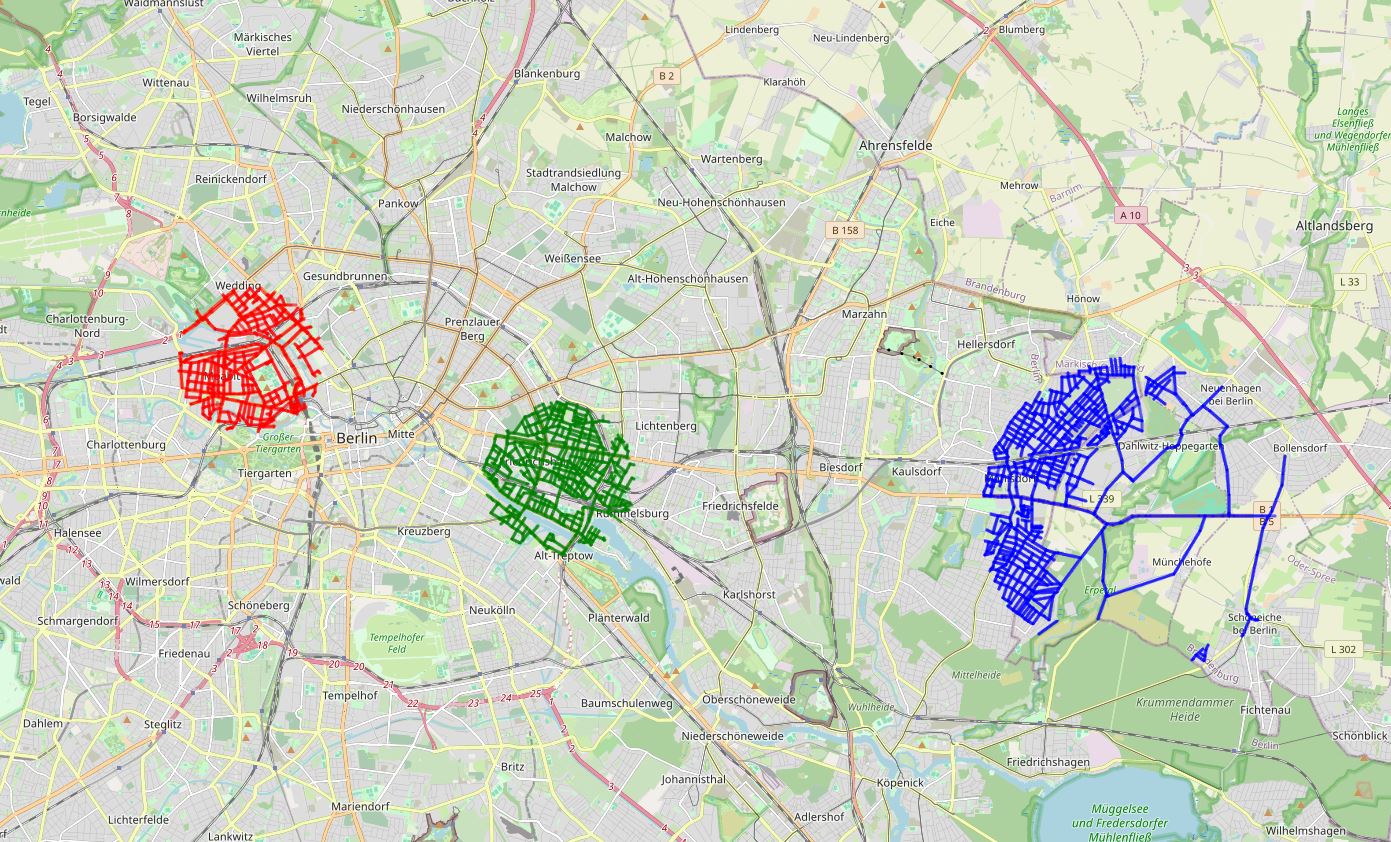 Waidmannslust
Märkisches
Viertel
Lindenberg
Neu-Lindenberg
Blumberg
Wittenau
Blankenburg
B 2
Klarahöh
2
4
Tegel
Wilhelmsruh
Niederschönhausen
Borsigwalde
Malchow
Ahrensfelde
Langes
Elsenfließ
und Wegendorfer
Mühlenfließ
Wartenberg
Stadtrandsiedlung
Malchow
Reinickendorf
Mehrow
Barnim
Pankow
Neu-Hohenschönhausen
A 10
Eiche
B 158
Altlandsberg
Weißensee
Gesundbrunnen
Alt-Hohenschönhausen
Wedding
Brandenburg
L 33
Hönow
Charlottenburg-
Nord
Marzahn
Prenzlauer
Berg
Hellersdorf
Berlin
Neuenhagen
bei Berlin
Lichtenberg
Berlin
Mitte
Großer
Tiergarten
Charlottenburg
Dahlwitz-Hoppegarten
Bollensdorf
Biesdorf
Kaulsdorf
Tiergarten
L 339
Friedrichsfelde
Rummelsburg
B 1
B 5
Kreuzberg
Halensee
Alt-Treptow
Münchehofe
Oder-Spree
Wilmersdorf
Karlshorst
Erpetal
Schöneberg
Neukölln
Plänterwald
Schöneiche
bei Berlin
Schmargendorf
Tempelhofer
Feld
Friedenau
L 302
Brandenburg
Mittelheide
Tempelhof
Baumschulenweg
Oberschöneweide
Wuhlheide
Krummendammer
Heide
Fichtenau
Dahlem
Steglitz
Niederschöneweide
Schönblick
Berlin
Britz
Johannisthal
Friedrichshagen
Köpenick
Mariendorf
Müggelsee
und Fredersdorfer
Mühlenfließ
Lichterfelde
Adlershof
Lankwitz
Wilhelmshagen